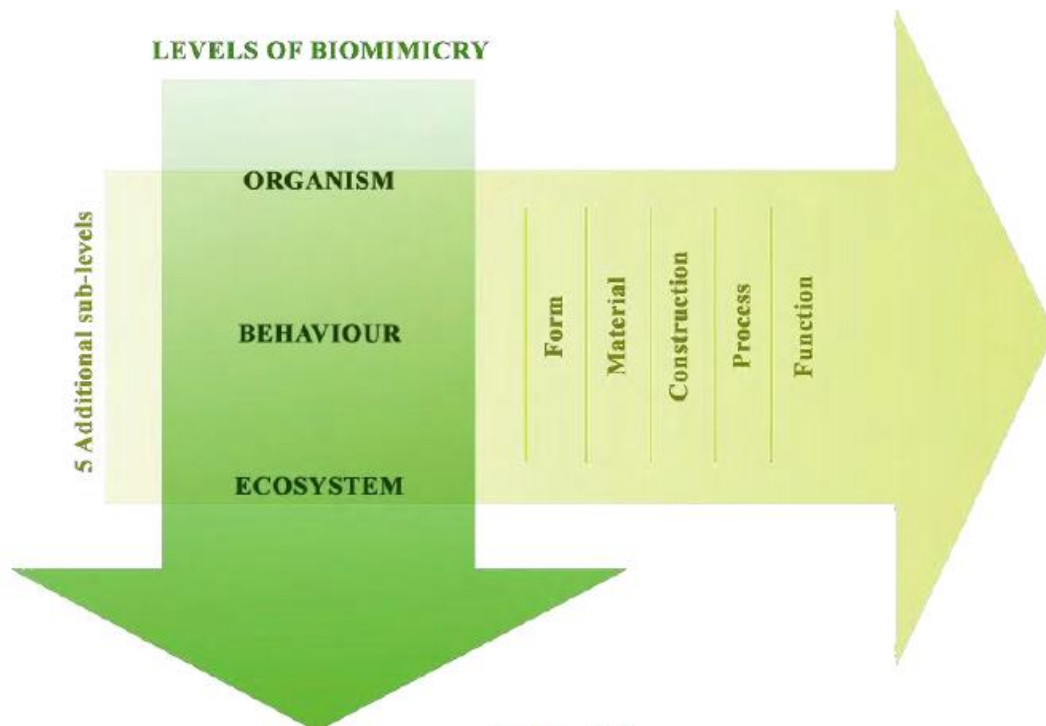 LEVELS OF BIOMIMICRY
ORGANISM
BEHAVIOUR
ECOSYSTEM
5 Additional sub-levels
Form
Material
Construction
Process
Function